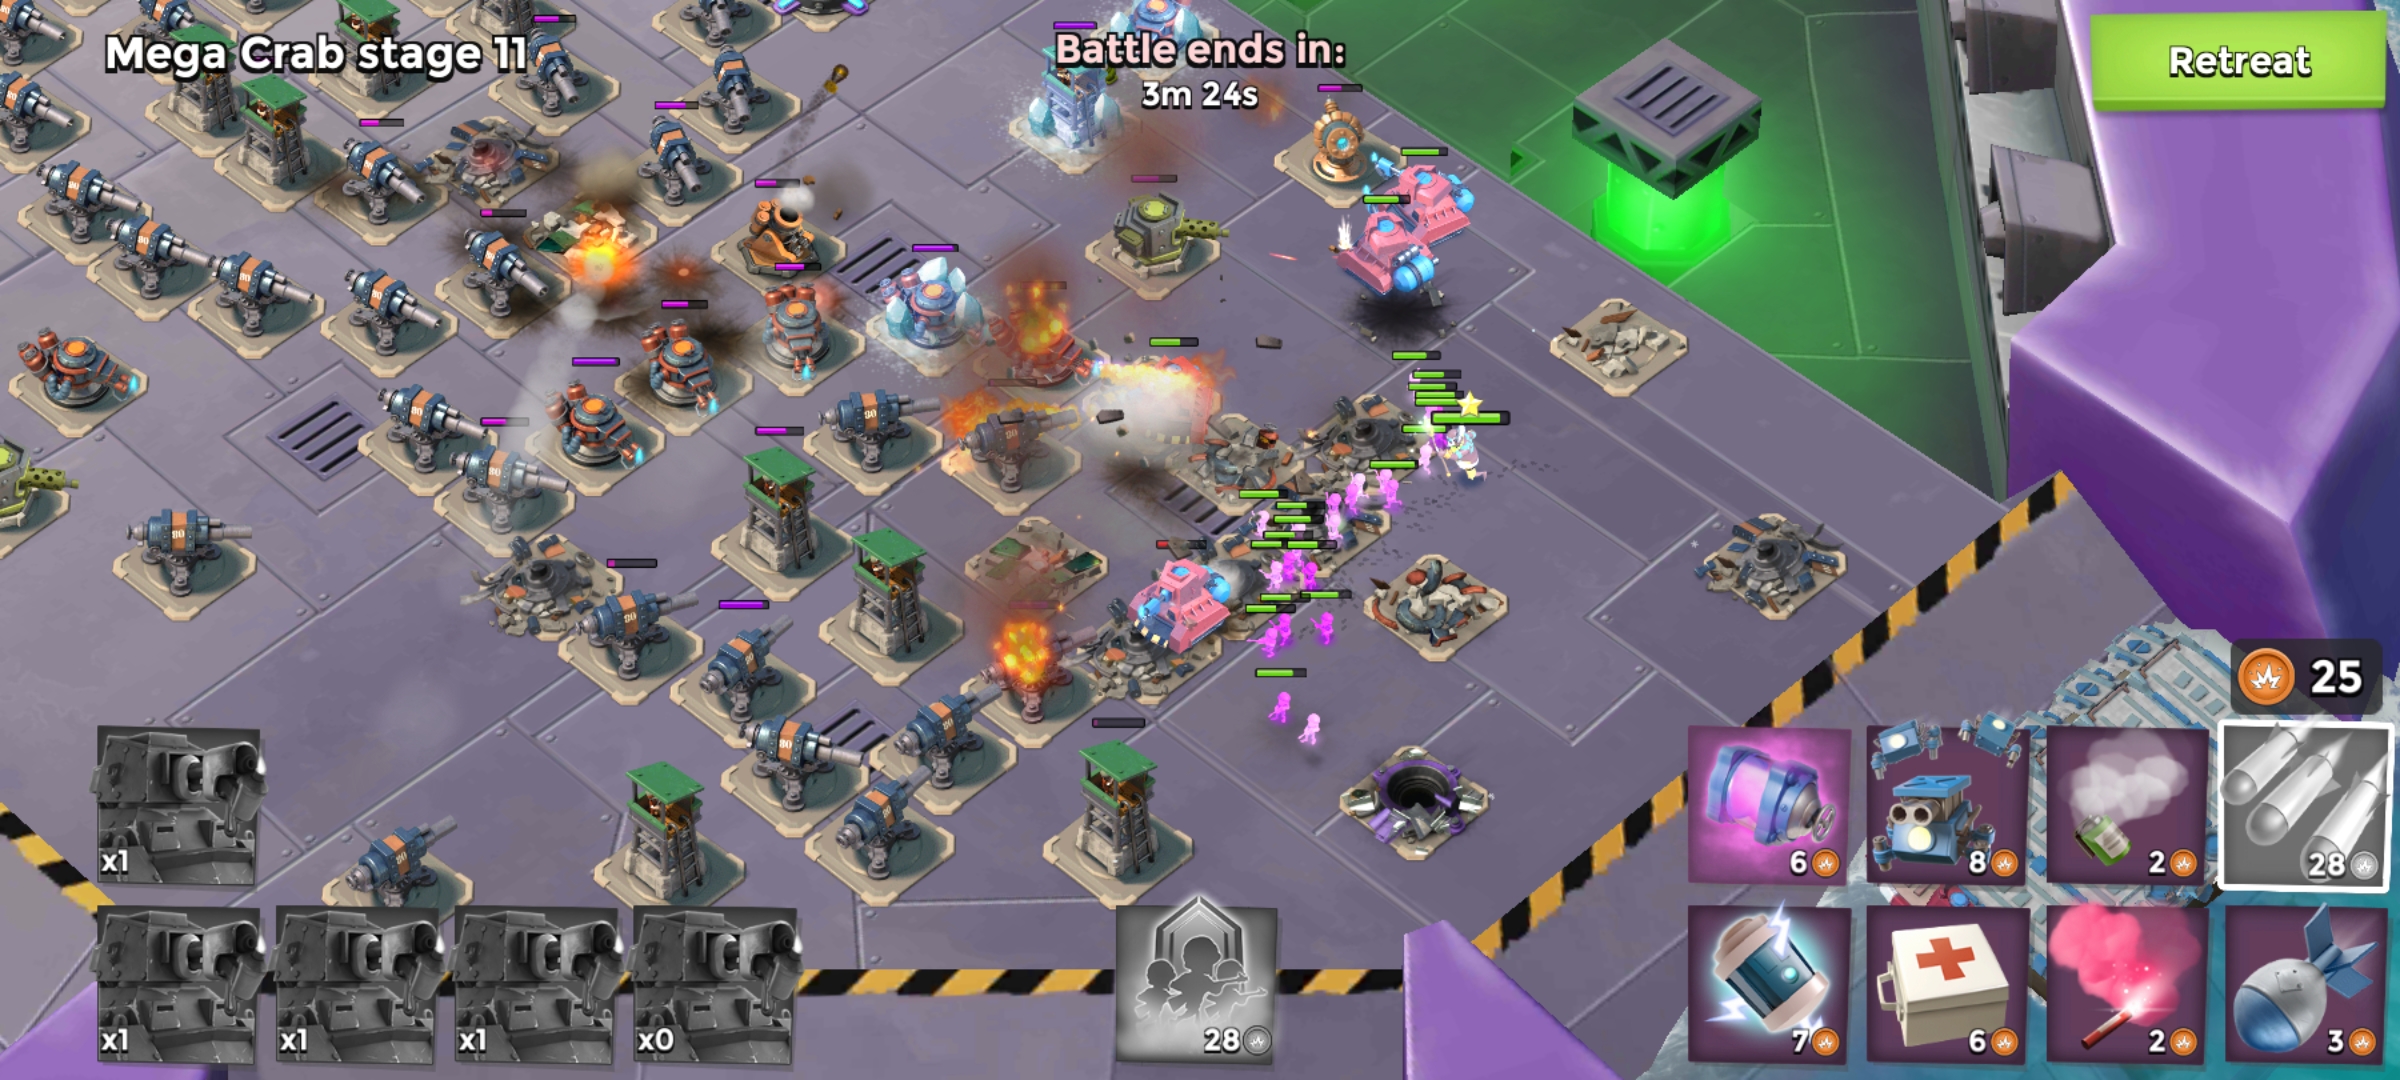 Mega Crab stage 11
Battle ends in:
3m 24s
Retreat
25
6
8
2
28
7
6
2
3
x1
x1
x1
x1
x0
28